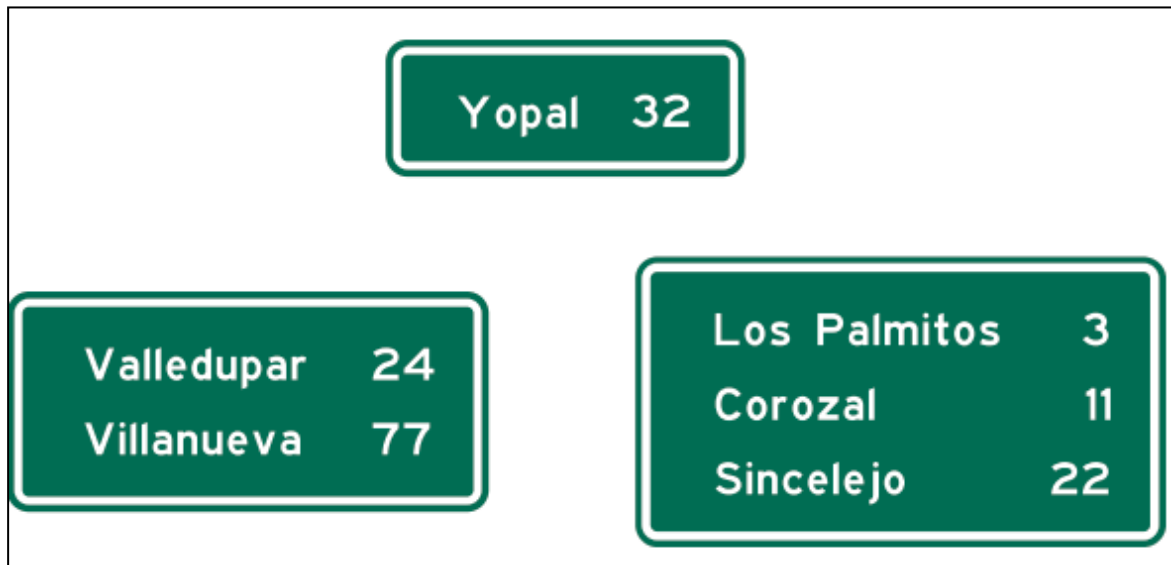 Yopal 32
Valledupar 24
Villanueva 77
Los Palmitos 3
Corozal 11
Sincelejo 22